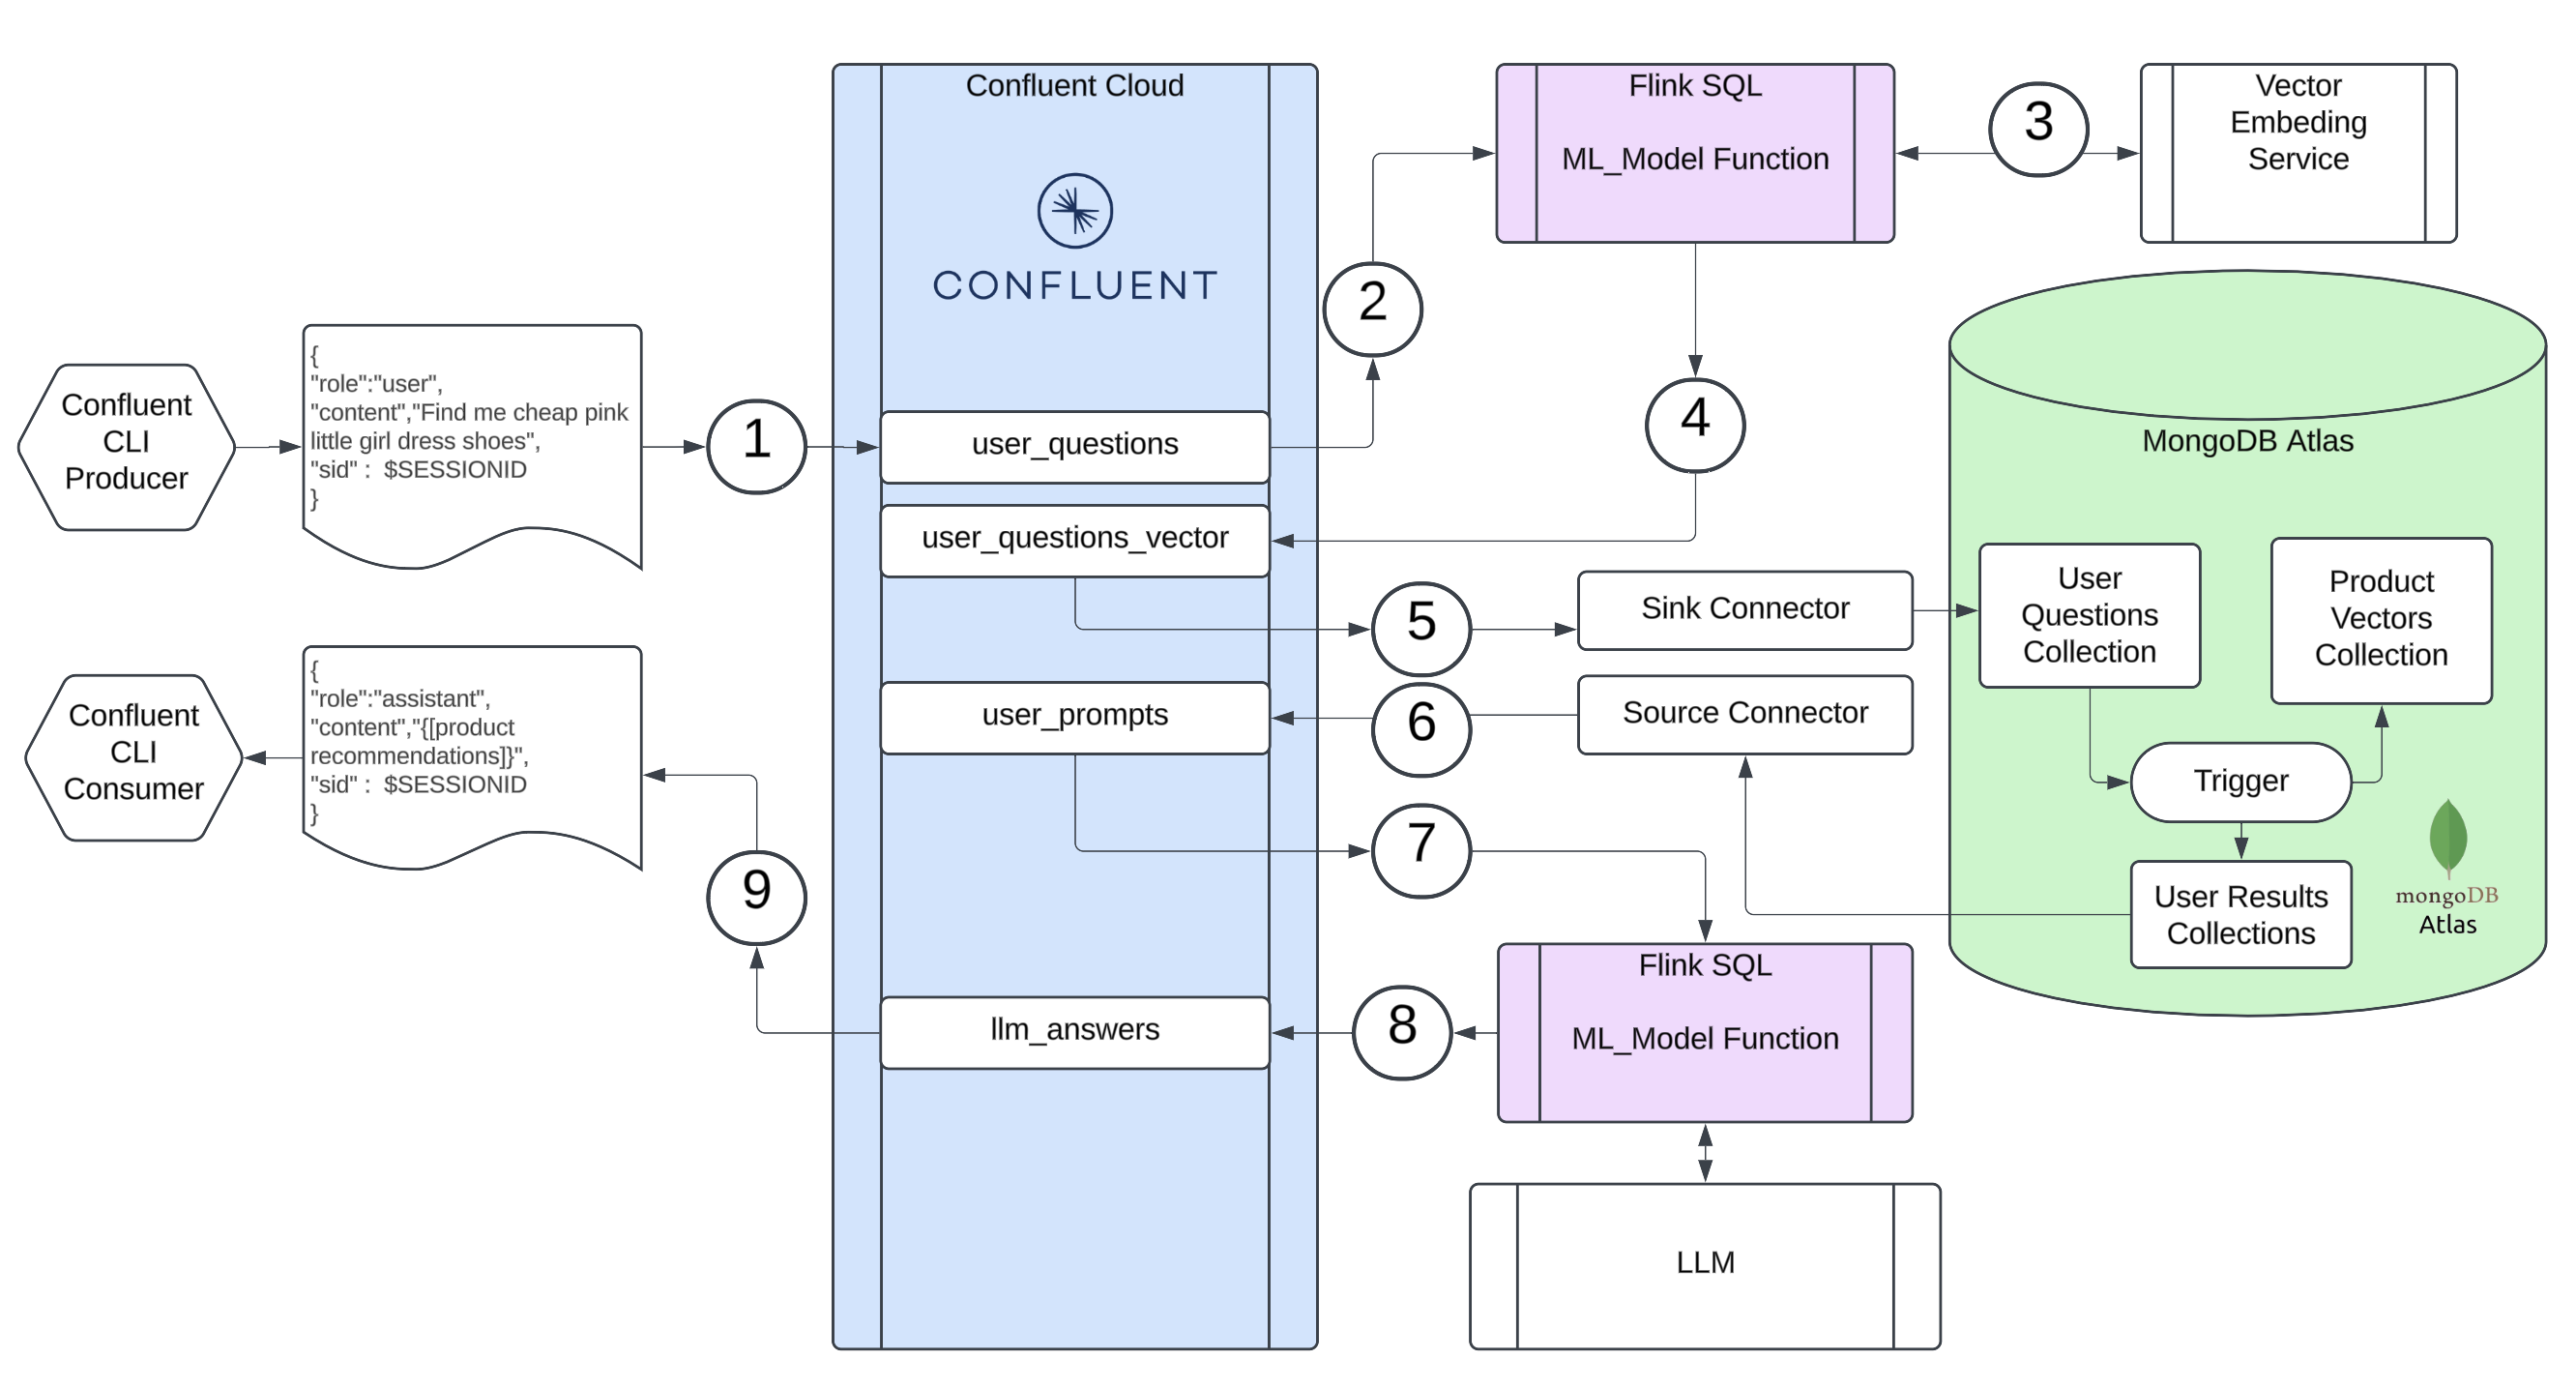 Confluent
CLI
Producer
{
"role":"user",
"content","Find me cheap pink
little girl dress shoes",
"sid" :  $SESSIONID
}
1
Confluent Cloud
CONFLUENT
user_questions
user_questions_vector
user_prompts
llm_answers
2
Flink SQL
ML_Model Function
3
Vector
Embeding
Service
4
5
Sink Connector
6
Source Connector
7
8
Flink SQL
ML_Model Function
LLM
MongoDB Atlas
User
Questions
Collection
Product
Vectors
Collection
Trigger
User Results
Collections
mongoDB
Atlas
9
{
"role":"assistant",
"content","{[product
recommendations]}",
"sid" :  $SESSIONID
}
Confluent
CLI
Consumer